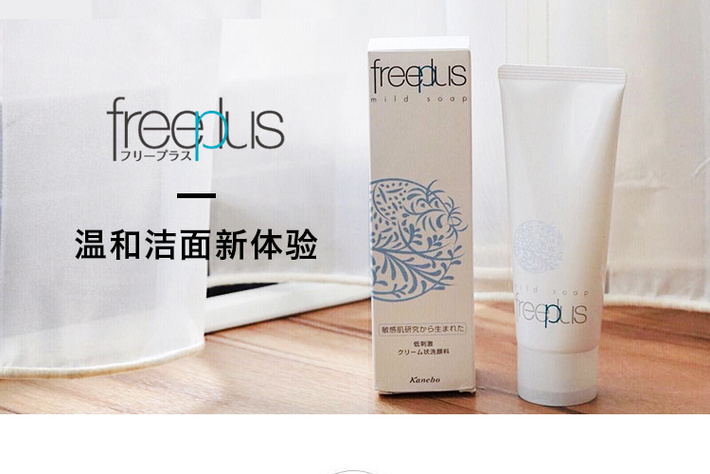 freeplus
フリープラス
温和洁面新体验
freeplus
mild soap
敏感肌研究から生まれた
低刺激
クリーム状洗顔料
Kanebo
mild soap
freeplus